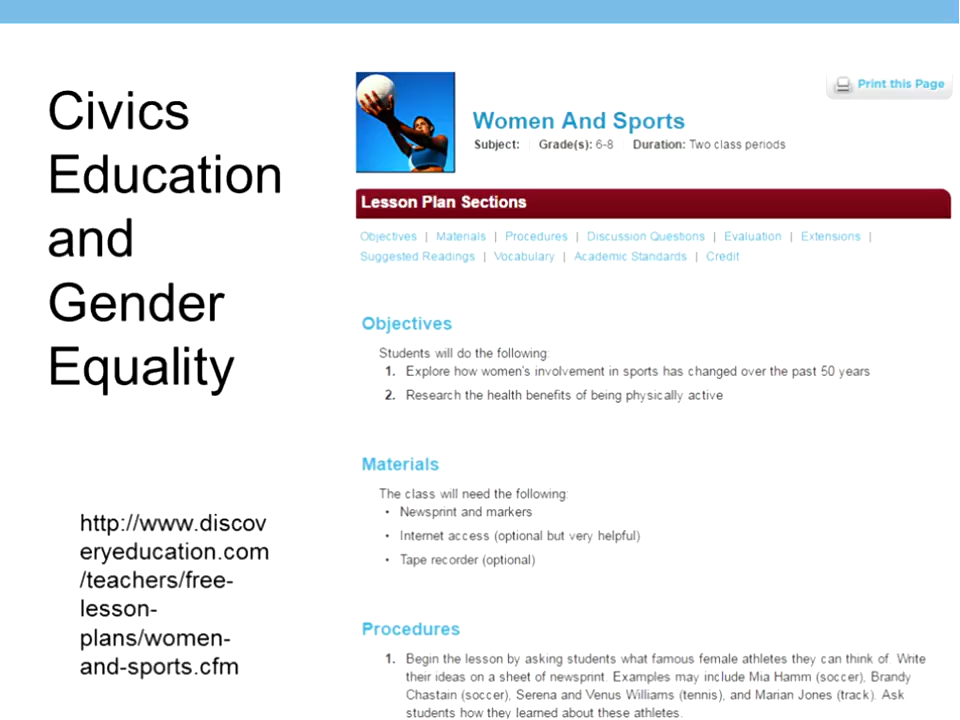 Civics
Education
and
Gender
Equality
http://www.discov
eryeducation.com
/teachers/free-
lesson-
plans/women-
and-sports.cfm
Print this Page
Women And Sports
Subject: Grade(s): 6-8 Duration: Two class periods
Lesson Plan Sections
Objectives | Materials | Procedures | Discussion Questions | Evaluation | Extensions |
Suggested Readings | Vocabulary | Academic Standards | Credit
Objectives
Students will do the following:
1. Explore how women's involvement in sports has changed over the past 50 years
2. Research the health benefits of being physically active
Materials
The class will need the following:
• Newsprint and markers
• Internet access (optional but very helpful)
• Tape recorder (optional)
Procedures
1. Begin the lesson by asking students what famous female athletes they can think of. Write
their ideas on a sheet of newsprint. Examples may include Mia Hamm (soccer), Brandy
Chastain (soccer), Serena and Venus Williams (tennis), and Marian Jones (track). Ask
students how they learned about these athletes.